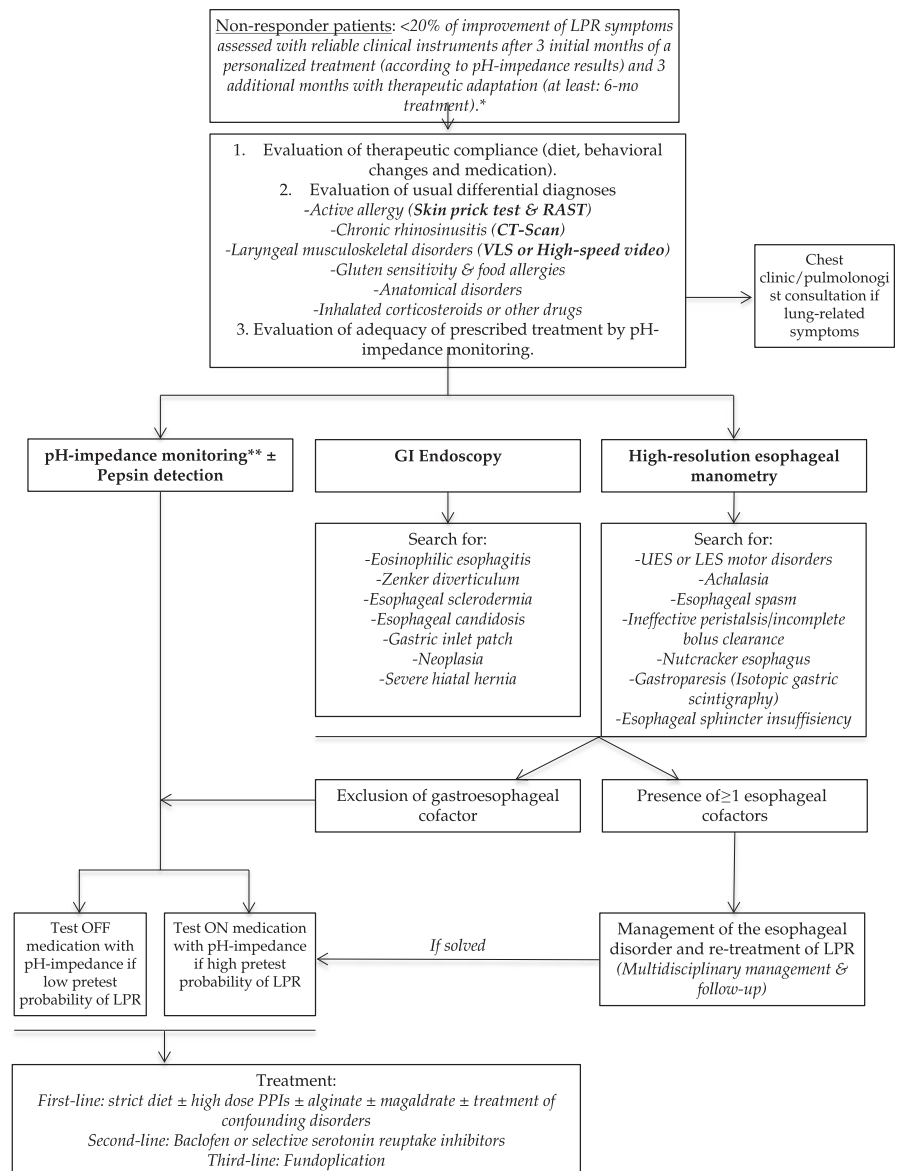 Non-responder patients: <20% of improvement of LPR symptoms
assessed with reliable clinical instruments after 3 initial months of a
personalized treatment (according to pH-impedance results) and 3
additional months with therapeutic adaptation (at least: 6-mo
treatment).*
1. Evaluation of therapeutic compliance (diet, behavioral
changes and medication).
2. Evaluation of usual differential diagnoses
-Active allergy (Skin prick test & RAST)
-Chronic rhinosinusitis (CT-Scan)
-Laryngeal musculoskeletal disorders (VLS or High-speed video)
-Gluten sensitivity & food allergies
-Anatomical disorders
-Inhalated corticosteroids or other drugs
3. Evaluation of adequacy of prescribed treatment by pH-
impedance monitoring.
Chest
clinic/pulmolonogi
st consultation if
lung-related
symptoms
pH-impedance monitoring** ±
Pepsin detection
GI Endoscopy
High-resolution esophageal
manometry
Search for:
-Eosinophilic esophagitis
-Zenker diverticulum
-Esophageal sclerodermia
-Esophageal candidosis
-Gastric inlet patch
-Neoplasia
-Severe hiatal hernia
Search for:
-UES or LES motor disorders
-Achalasia
-Esophageal spasm
-Ineffective peristalsis/incomplete
bolus clearance
-Nutcracker esophagus
-Gastroparesis (Isotopic gastric
scintigraphy)
-Esophageal sphincter insuffisiency
Exclusion of gastroesophageal
cofactor
Presence of≥1 esophageal
cofactors
Test OFF
medication with
pH-impedance if
low pretest
probability of LPR
Test ON medication
with pH-impedance
if high pretest
probability of LPR
If solved
Management of the esophageal
disorder and re-treatment of LPR
(Multidisciplinary management &
follow-up)
Treatment:
First-line: strict diet ± high dose PPIs ± alginate ± magaldrate ± treatment of
confounding disorders
Second-line: Baclofen or selective serotonin reuptake inhibitors
Third-line: Fundoplication